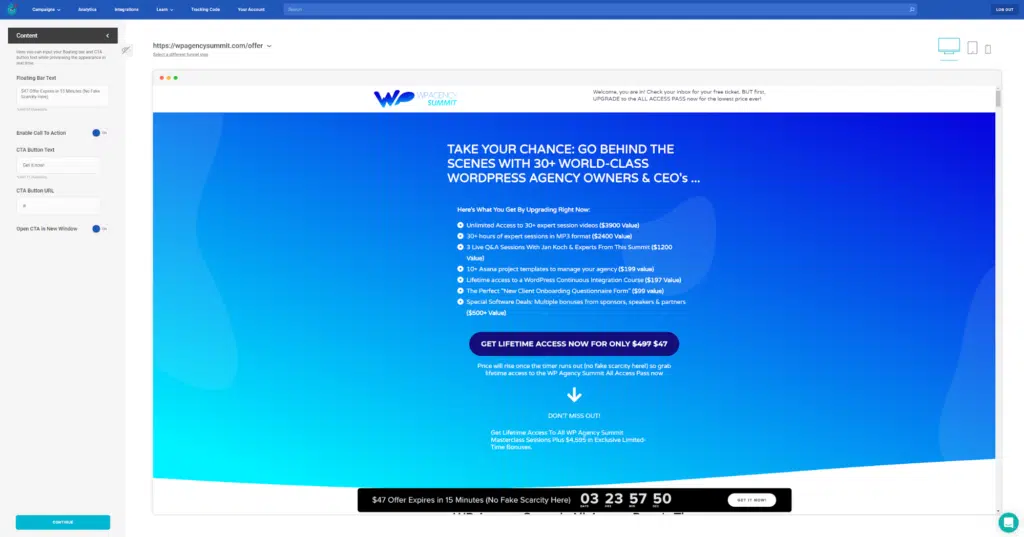 Campaigns
Analytics
Integrations
Learn
Tracking Code
Your Account
Search
LOG OUT
Content
Here, you can input your floating bar and CTA
button text while previewing the appearance in
real time.
Floating Bar Text
$47 Offer Expires in 15 Minutes (No Fake
Scarcity Here)
Enable Call To Action
ON
CTA Button Text
Get it now!
CTA Button URL
#
Open CTA In New Window
ON
CONTINUE
https://wpagencysummit.com/offer
Select a different funnel step
WP WPAGENCY
SUMMIT
Welcome, you are in! Check your inbox for your free ticket, BUT first,
UPGRADE to the ALL ACCESS PASS now for the lowest price ever!
TAKE YOUR CHANCE: GO BEHIND THE
SCENES WITH 30+ WORLD-CLASS
WORDPRESS AGENCY OWNERS & CEO's ...
Here's What You Get By Upgrading Right Now:
Unlimited Access to 30+ expert session videos ($3900 Value)
30+ hours of expert sessions in MP3 format ($2400 Value)
3 Live Q&A Sessions With Jan Koch & Experts From This Summit ($1200
Value)
10+ Asana project templates to manage your agency ($199 value)
Lifetime access to a WordPress Continuous Integration Course ($197 Value)
The Perfect "New Client Onboarding Questionnaire Form" ($99 value)
Special Software Deals: Multiple bonuses from sponsors, speakers & partners
($500+ Value)
GET LIFETIME ACCESS NOW FOR ONLY $497 $47
Price will rise once the timer runs out (no fake scarcity here!) so grab
lifetime access to the WP Agency Summit All Access Pass now
DON'T MISS OUT!
Get Lifetime Access To All WP Agency Summit
Masterclass Sessions Plus $4,595 in Exclusive Limited-
Time Bonuses.
$47 Offer Expires in 15 Minutes (No Fake Scarcity Here)
03 23 57 50
DAYS HRS MIN SEC
GET IT NOW!